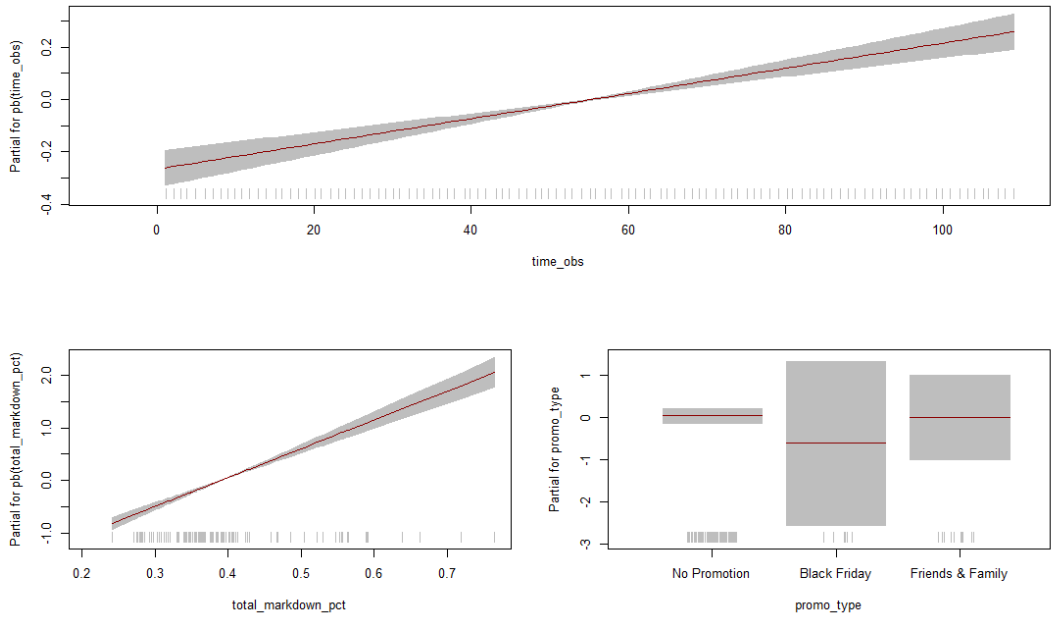 Partial for pb(time_obs)
0.2
0.0
-0.2
-0.4
0 20 40 60 80 100
time_obs
Partial for pb(total_markdown_pct)
2.0
1.0
0.0
-1.0
0.2 0.3 0.4 0.5 0.6 0.7
total_markdown_pct
Partial for promo_type
1
0
-1
-2
-3
No Promotion Black Friday Friends & Family
promo_type